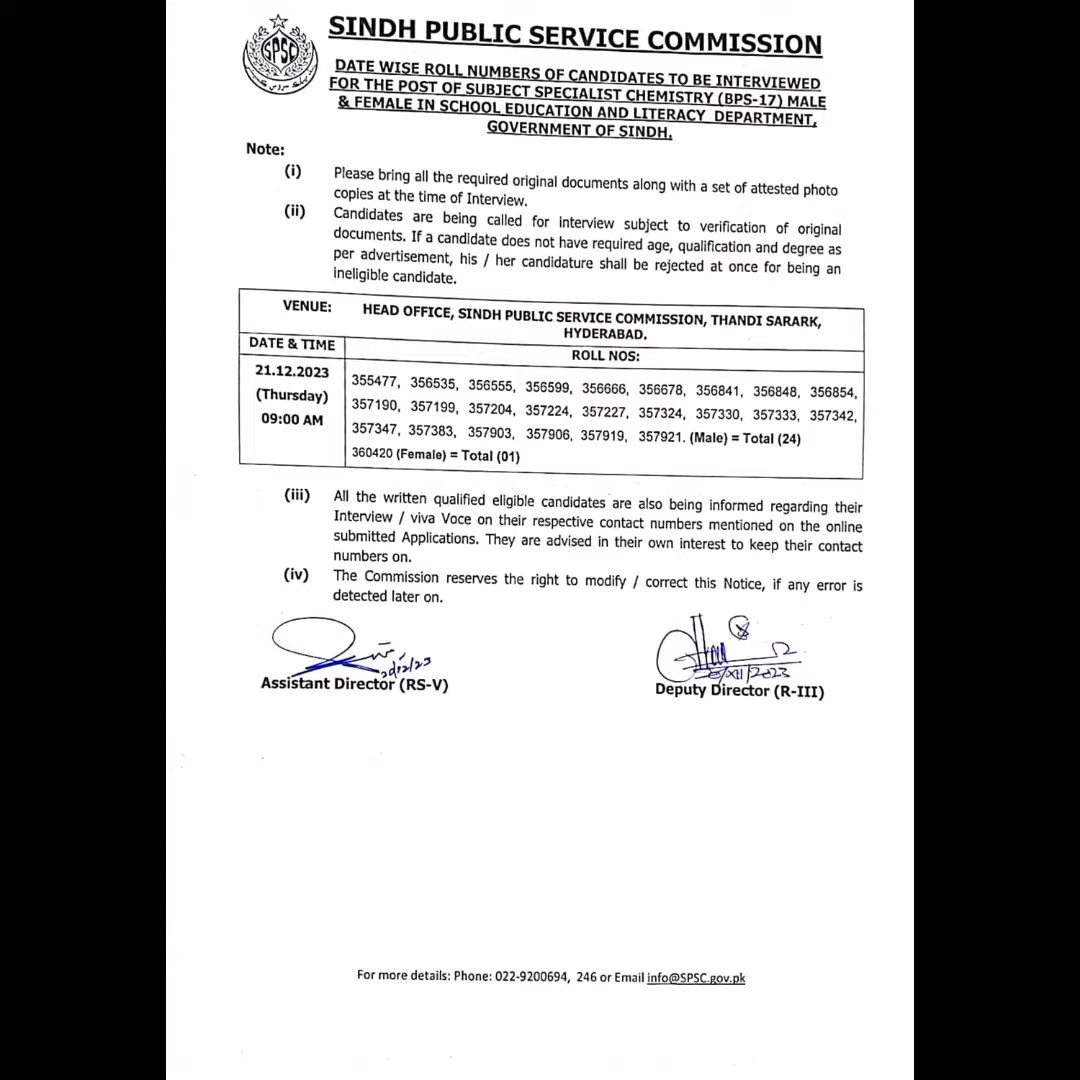 SPSC
SINDH PUBLIC SERVICE COMMISSION
DATE WISE ROLL NUMBERS OF CANDIDATES TO BE INTERVIEWED
FOR THE POST OF SUBJECT SPECIALIST CHEMISTRY (BPS-17) MALE
& FEMALE IN SCHOOL EDUCATION AND LITERACY DEPARTMENT,
GOVERNMENT OF SINDH.
Note:
(i) Please bring all the required original documents along with a set of attested photo
copies at the time of Interview.
(ii) Candidates are being called for interview subject to verification of original
documents. If a candidate does not have required age, qualification and degree as
per advertisement, his / her candidature shall be rejected at once for being an
ineligible candidate.
VENUE: HEAD OFFICE, SINDH PUBLIC SERVICE COMMISSION, THANDI SARARK,
HYDERABAD.
DATE & TIME ROLL NOS:
21.12.2023 355477, 356535, 356555, 356599, 356666, 356678, 356841, 356848, 356854,
(Thursday) 357190, 357199, 357204, 357224, 357227, 357324, 357330, 357333, 357342,
09:00 AM 357347, 357383, 357903, 357906, 357919, 357921. (Male) = Total (24)
360420 (Female) = Total (01)
(iii) All the written qualified eligible candidates are also being informed regarding their
Interview / viva Voce on their respective contact numbers mentioned on the online
submitted Applications. They are advised in their own interest to keep their contact
numbers on.
(iv) The Commission reserves the right to modify / correct this Notice, if any error is
detected later on.
Assistant Director (RS-V)
Deputy Director (R-III)
For more details: Phone: 022-9200694, 246 or Email info@SPSC.gov.pk